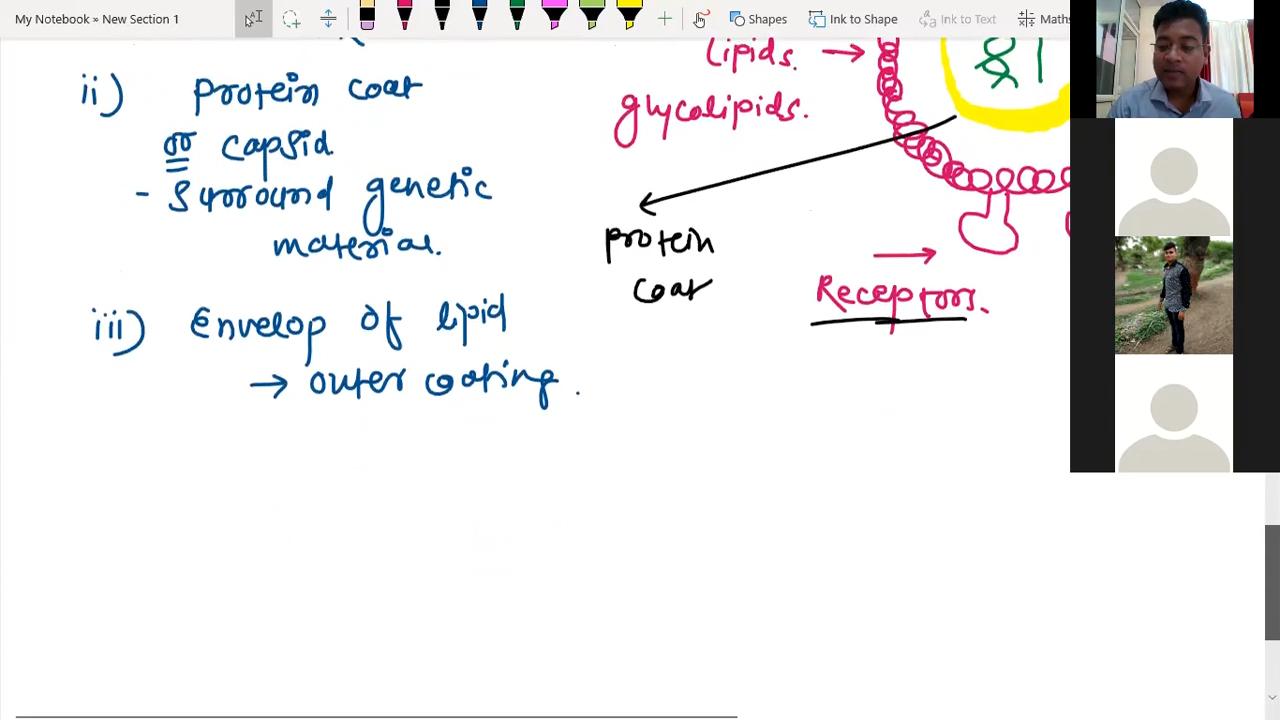 My Notebook » New Section 1
Shapes
Ink to Shape
Ink to Text
Maths
ii) protein coat
or capsid
- Surround genetic
material.
iii) Envelop of lipid
→ outer coating.
Lipids. →
glycolipids.
protein
coat
→
Receptors.